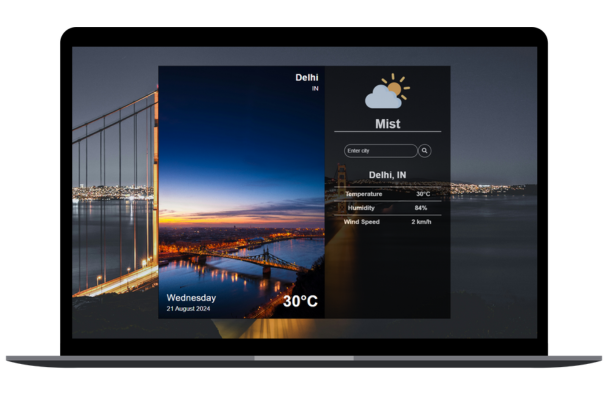 Delhi
IN
Wednesday
21 August 2024
30°C
Mist
Enter city
Delhi, IN
Temperature 30°C
Humidity 84%
Wind Speed 2 km/h